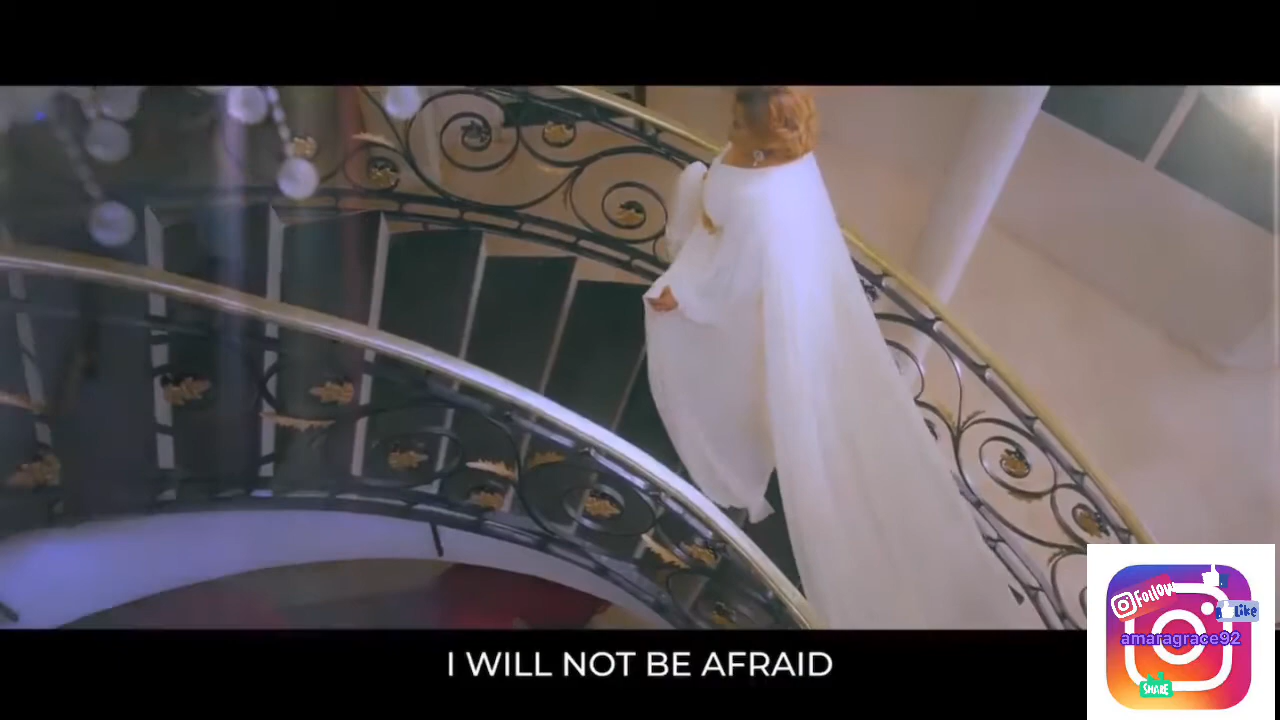 I WILL NOT BE AFRAID
Follow
Like
amaragrace92
SHARE